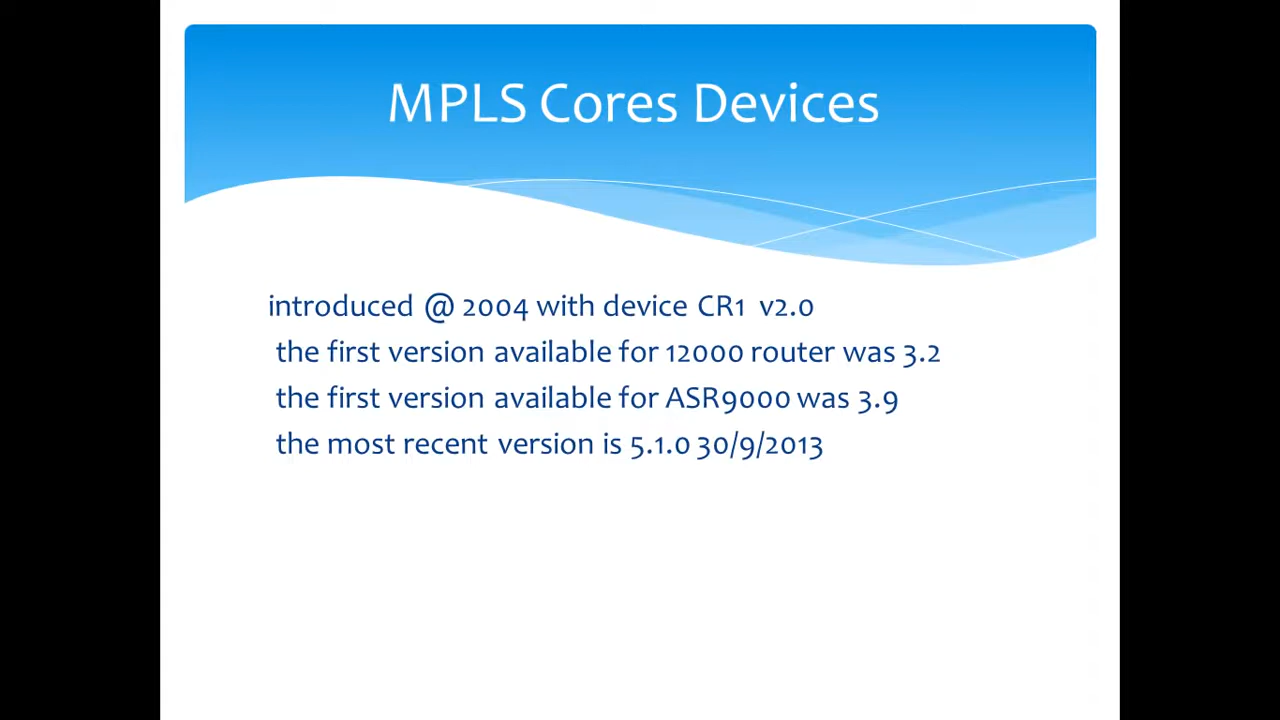 MPLS Cores Devices
introduced @ 2004 with device CR1 v2.0
the first version available for 12000 router was 3.2
the first version available for ASR9000 was 3.9
the most recent version is 5.1.0 30/9/2013